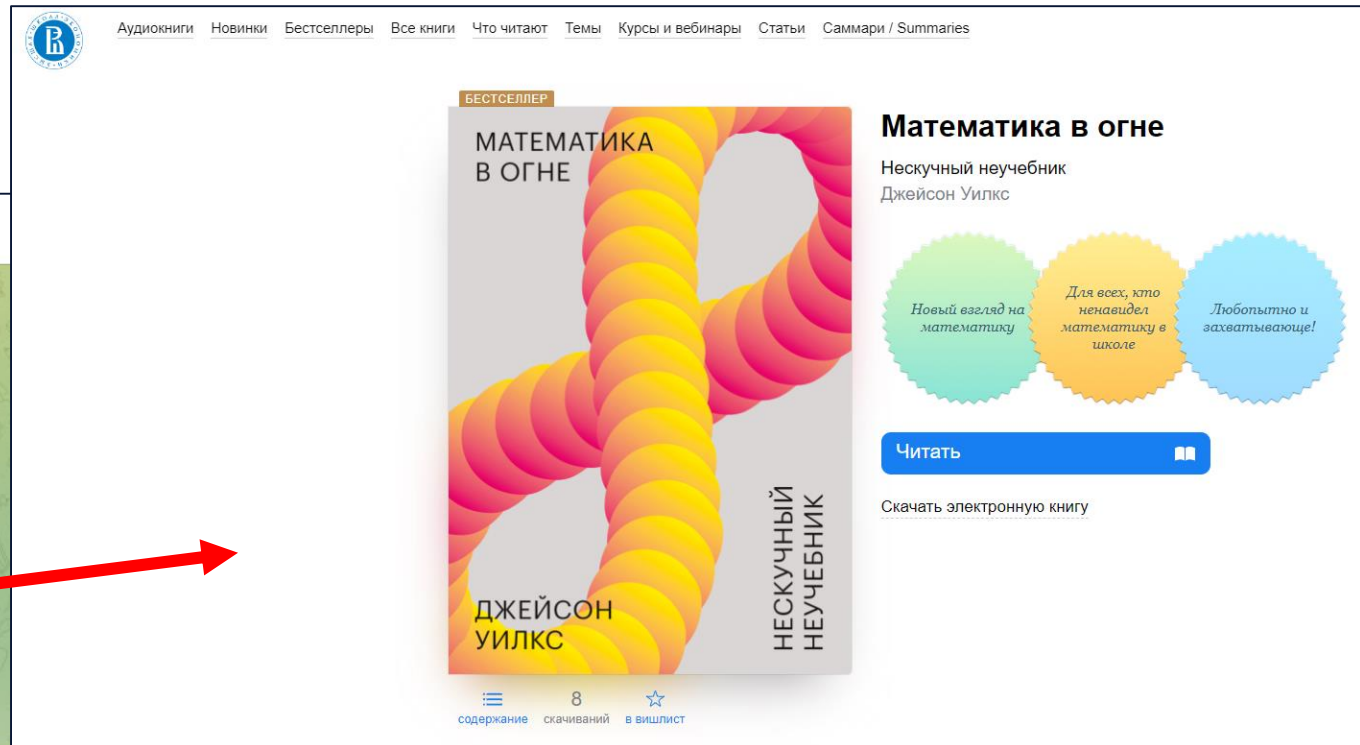 Аудиокниги Новинки Бестселлеры Все книги Что читают Темы Курсы и вебинары Статьи Саммари / Summaries
БЕСТСЕЛЛЕР
МАТЕМАТИКА
В ОГНЕ
ДЖЕЙСОН
УИЛКС
НЕСКУЧНЫЙ
НЕУЧЕБНИК
содержание
8
скачиваний
в вишлист
Математика в огне
Нескучный неучебник
Джейсон Уилкс
Новый взгляд на
математику
Для всех, кто
ненавидел
математику в
школе
Любопытно и
захватывающе!
Читать
Скачать электронную книгу